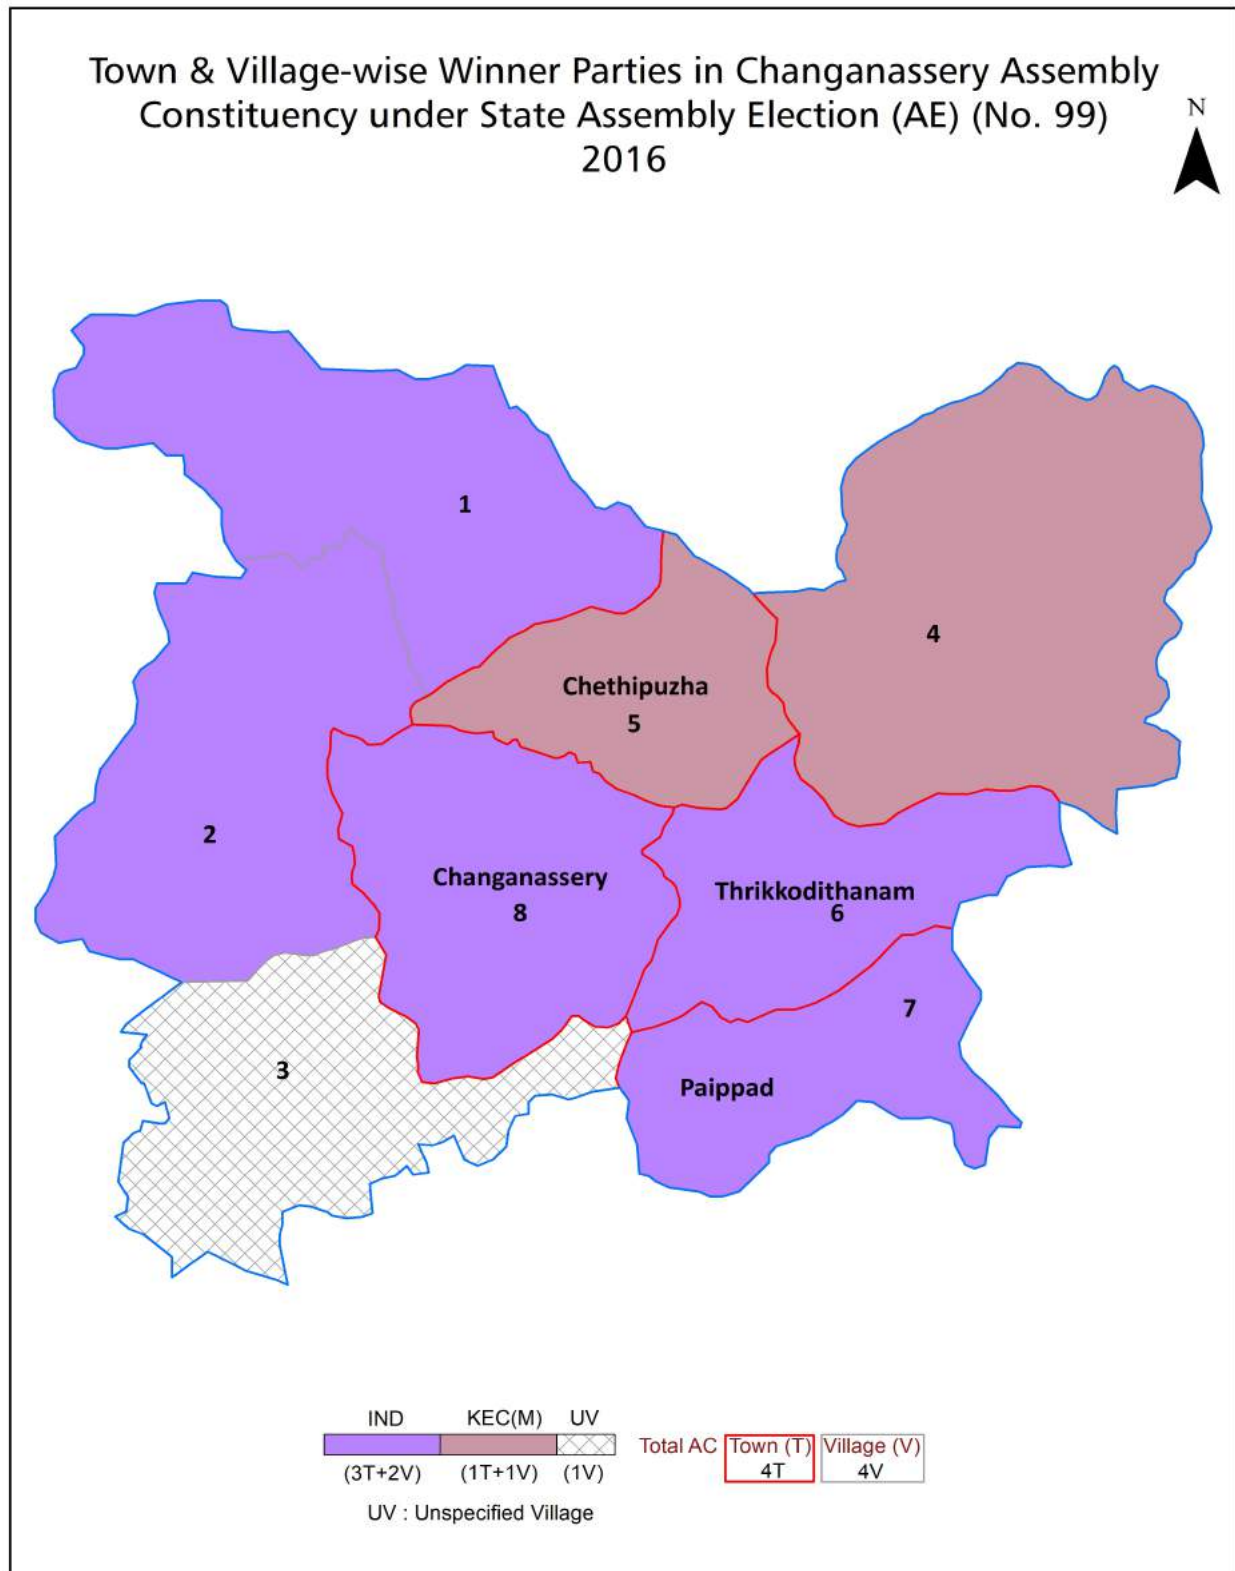 Town & Village-wise Winner Parties in Changanassery Assembly
Constituency under State Assembly Election (AE) (No. 99)
2016
N
1
4
Chethipuzha
5
2
Changanassery
8
Thrikkodithanam
6
7
3
Paippad
IND KEC(M) UV
Total AC Town (T) Village (V)
(3T+2V) (1T+1V) (1V) 4T 4V
UV : Unspecified Village